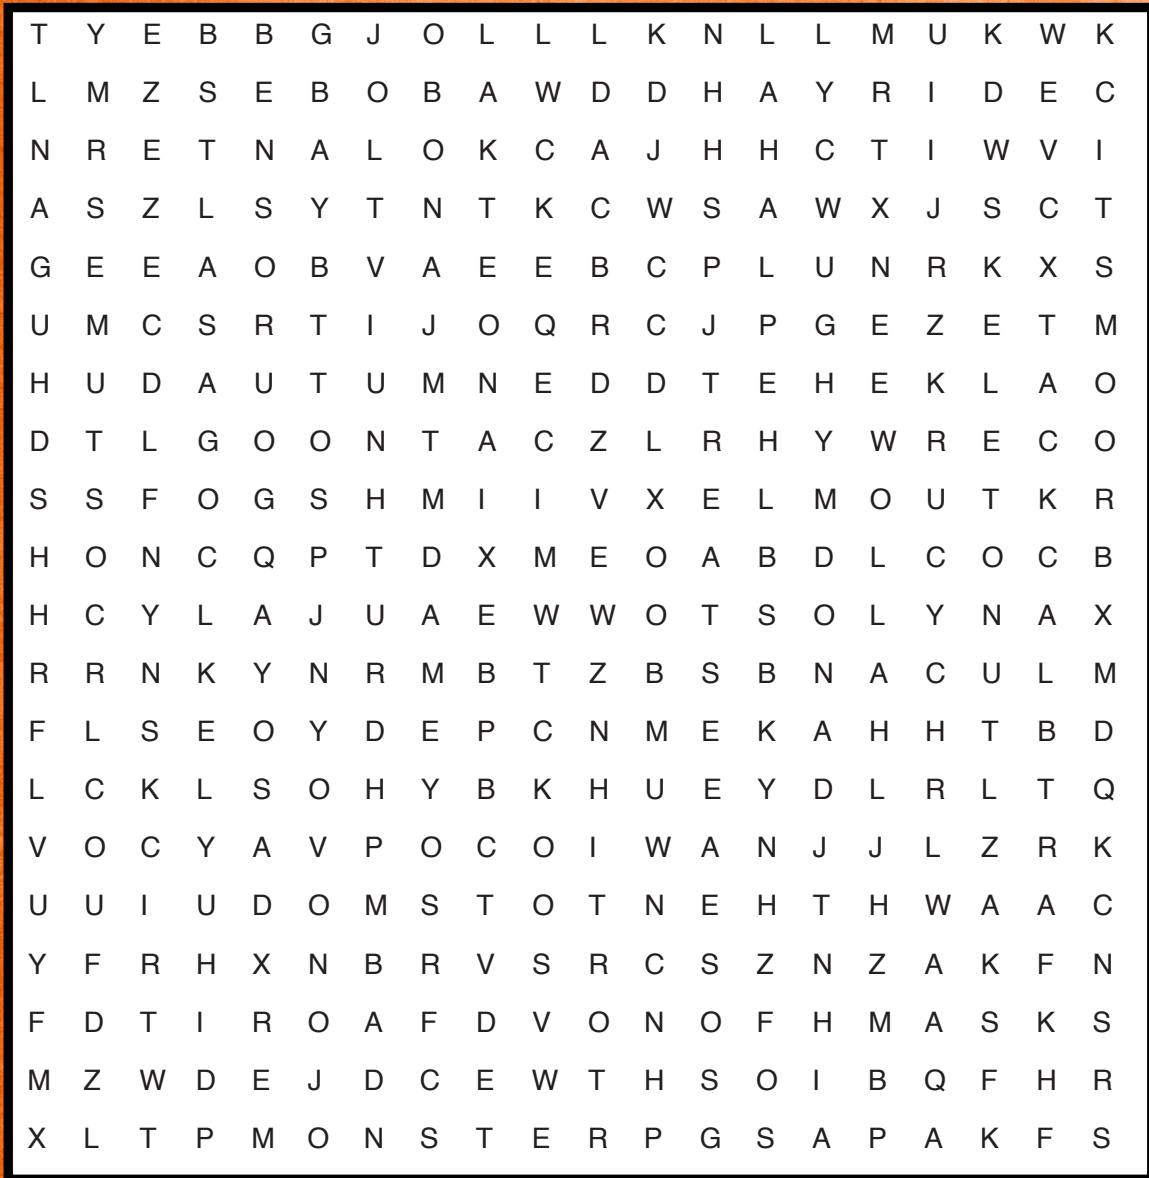 T Y E B B G J O L L L K N L L M U K W K
L M Z S E B O B A W D D H A Y R I D E C
N R E T N A L O K C A J H H C T I W V I
A S Z L S Y T N T K C W S A W X J S C T
G E E A O B V A E E B C P L U N R K X S
U M C S R T I J O Q R C J P G E Z E T M
H U D A U T U M N E D D T E H E K L A O
D T L G O O N T A C Z L R H Y W R E C O
S S F O G S H M I I V X E L M O U T K R
H O N C Q P T D X M E O A B D L C O C B
H C Y L A J U A E W W O T S O L Y N A X
R R N K Y N R M B T Z B S B N A C U L M
F L S E O Y D E P C N M E K A H H T B D
L C K L S O H Y B K H U E Y D L R L T Q
V O C Y A V P O C O I W A N J J L Z R K
U U I U D O M S T O T N E H T H W A A C
Y F R H X N B R V S R C S Z N Z A K F N
F D T I R O A F D V O N O F H M A S K S
M Z W D E J D C E W T H S O I B Q F H R
X L T P M O N S T E R P G S A P A K F S